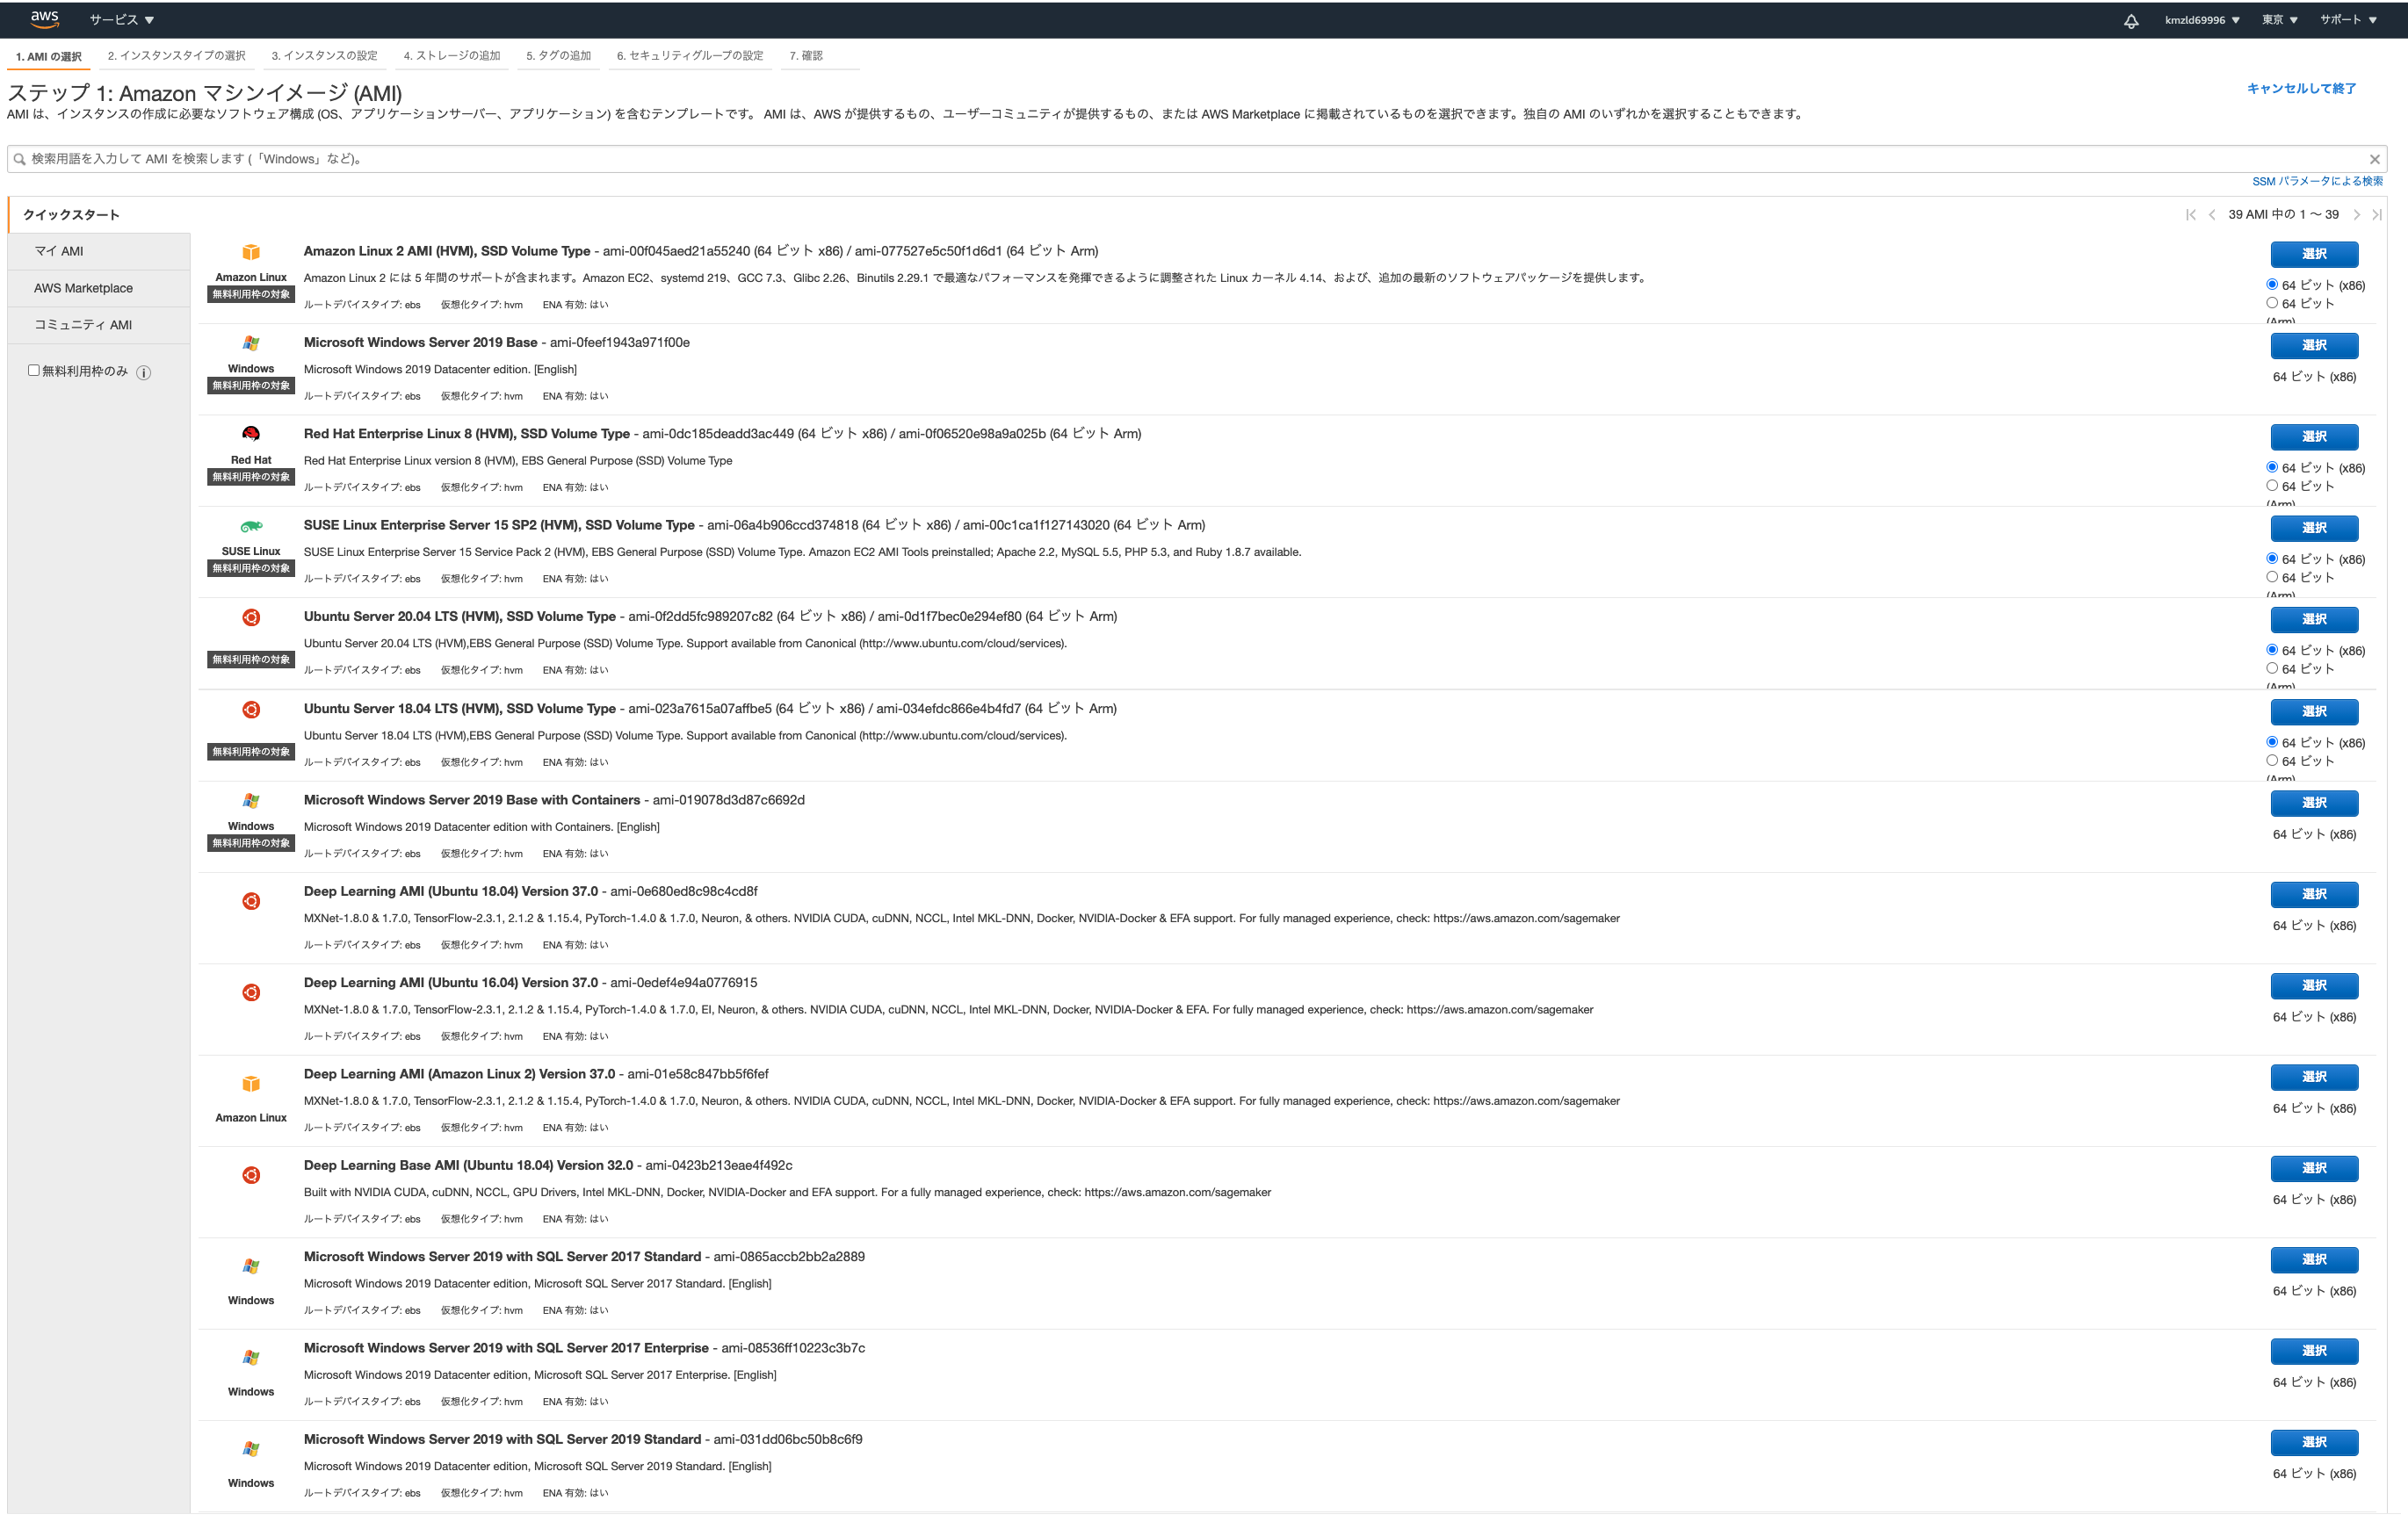 aws サービス kmzld69996 東京 サポート
1. AMI の選択 2. インスタンスタイプの選択 3. インスタンスの設定 4. ストレージの追加 5. タグの追加 6. セキュリティグループの設定 7. 確認
ステップ 1: Amazon マシンイメージ (AMI) キャンセルして終了
AMI は、インスタンスの作成に必要なソフトウェア構成 (OS、アプリケーションサーバー、アプリケーション) を含むテンプレートです。 AMI は、AWS が提供するもの、ユーザーコミュニティが提供するもの、または AWS Marketplace に掲載されているものを選択できます。独自の AMI のいずれかを選択することもできます。
検索用語を入力して AMI を検索します (「Windows」など)。
SSM パラメータによる検索
クイックスタート 39 AMI 中の 1 ～ 39
マイ AMI
AWS Marketplace
コミュニティ AMI
無料利用枠のみ
Amazon Linux
無料利用枠の対象
Amazon Linux 2 AMI (HVM), SSD Volume Type - ami-00f045aed21a55240 (64 ビット x86) / ami-077527e5c50f1d6d1 (64 ビット Arm)
Amazon Linux 2 には 5 年間のサポートが含まれます。Amazon EC2、systemd 219、GCC 7.3、Glibc 2.26、Binutils 2.29.1 で最適なパフォーマンスを発揮できるように調整された Linux カーネル 4.14、および、追加の最新のソフトウェアパッケージを提供します。
ルートデバイスタイプ: ebs 仮想化タイプ: hvm ENA 有効: はい
選択
64 ビット (x86)
64 ビット
(Arm)
Windows
無料利用枠の対象
Microsoft Windows Server 2019 Base - ami-0feef1943a971f00e
Microsoft Windows 2019 Datacenter edition. [English]
ルートデバイスタイプ: ebs 仮想化タイプ: hvm ENA 有効: はい
選択
64 ビット (x86)
Red Hat
無料利用枠の対象
Red Hat Enterprise Linux 8 (HVM), SSD Volume Type - ami-0dc185deadd3ac449 (64 ビット x86) / ami-0f06520e98a9a025b (64 ビット Arm)
Red Hat Enterprise Linux version 8 (HVM), EBS General Purpose (SSD) Volume Type
ルートデバイスタイプ: ebs 仮想化タイプ: hvm ENA 有効: はい
選択
64 ビット (x86)
64 ビット
(Arm)
SUSE Linux
無料利用枠の対象
SUSE Linux Enterprise Server 15 SP2 (HVM), SSD Volume Type - ami-06a4b906ccd374818 (64 ビット x86) / ami-00c1ca1f127143020 (64 ビット Arm)
SUSE Linux Enterprise Server 15 Service Pack 2 (HVM), EBS General Purpose (SSD) Volume Type. Amazon EC2 AMI Tools preinstalled; Apache 2.2, MySQL 5.5, PHP 5.3, and Ruby 1.8.7 available.
ルートデバイスタイプ: ebs 仮想化タイプ: hvm ENA 有効: はい
選択
64 ビット (x86)
64 ビット
(Arm)
無料利用枠の対象
Ubuntu Server 20.04 LTS (HVM), SSD Volume Type - ami-0f2dd5fc989207c82 (64 ビット x86) / ami-0d1f7bec0e294ef80 (64 ビット Arm)
Ubuntu Server 20.04 LTS (HVM),EBS General Purpose (SSD) Volume Type. Support available from Canonical (http://www.ubuntu.com/cloud/services).
ルートデバイスタイプ: ebs 仮想化タイプ: hvm ENA 有効: はい
選択
64 ビット (x86)
64 ビット
(Arm)
無料利用枠の対象
Ubuntu Server 18.04 LTS (HVM), SSD Volume Type - ami-023a7615a07affbe5 (64 ビット x86) / ami-034efdc866e4b4fd7 (64 ビット Arm)
Ubuntu Server 18.04 LTS (HVM),EBS General Purpose (SSD) Volume Type. Support available from Canonical (http://www.ubuntu.com/cloud/services).
ルートデバイスタイプ: ebs 仮想化タイプ: hvm ENA 有効: はい
選択
64 ビット (x86)
64 ビット
(Arm)
Windows
無料利用枠の対象
Microsoft Windows Server 2019 Base with Containers - ami-019078d3d87c6692d
Microsoft Windows 2019 Datacenter edition with Containers. [English]
ルートデバイスタイプ: ebs 仮想化タイプ: hvm ENA 有効: はい
選択
64 ビット (x86)
Deep Learning AMI (Ubuntu 18.04) Version 37.0 - ami-0e680ed8c98c4cd8f
MXNet-1.8.0 & 1.7.0, TensorFlow-2.3.1, 2.1.2 & 1.15.4, PyTorch-1.4.0 & 1.7.0, Neuron, & others. NVIDIA CUDA, cuDNN, NCCL, Intel MKL-DNN, Docker, NVIDIA-Docker & EFA support. For fully managed experience, check: https://aws.amazon.com/sagemaker
ルートデバイスタイプ: ebs 仮想化タイプ: hvm ENA 有効: はい
選択
64 ビット (x86)
Deep Learning AMI (Ubuntu 16.04) Version 37.0 - ami-0edef4e94a0776915
MXNet-1.8.0 & 1.7.0, TensorFlow-2.3.1, 2.1.2 & 1.15.4, PyTorch-1.4.0 & 1.7.0, EI, Neuron, & others. NVIDIA CUDA, cuDNN, NCCL, Intel MKL-DNN, Docker, NVIDIA-Docker & EFA. For fully managed experience, check: https://aws.amazon.com/sagemaker
ルートデバイスタイプ: ebs 仮想化タイプ: hvm ENA 有効: はい
選択
64 ビット (x86)
Amazon Linux
Deep Learning AMI (Amazon Linux 2) Version 37.0 - ami-01e58c847bb5f6fef
MXNet-1.8.0 & 1.7.0, TensorFlow-2.3.1, 2.1.2 & 1.15.4, PyTorch-1.4.0 & 1.7.0, Neuron, & others. NVIDIA CUDA, cuDNN, NCCL, Intel MKL-DNN, Docker, NVIDIA-Docker & EFA support. For fully managed experience, check: https://aws.amazon.com/sagemaker
ルートデバイスタイプ: ebs 仮想化タイプ: hvm ENA 有効: はい
選択
64 ビット (x86)
Deep Learning Base AMI (Ubuntu 18.04) Version 32.0 - ami-0423b213eae4f492c
Built with NVIDIA CUDA, cuDNN, NCCL, GPU Drivers, Intel MKL-DNN, Docker, NVIDIA-Docker and EFA support. For a fully managed experience, check: https://aws.amazon.com/sagemaker
ルートデバイスタイプ: ebs 仮想化タイプ: hvm ENA 有効: はい
選択
64 ビット (x86)
Windows
Microsoft Windows Server 2019 with SQL Server 2017 Standard - ami-0865accb2bb2a2889
Microsoft Windows 2019 Datacenter edition, Microsoft SQL Server 2017 Standard. [English]
ルートデバイスタイプ: ebs 仮想化タイプ: hvm ENA 有効: はい
選択
64 ビット (x86)
Windows
Microsoft Windows Server 2019 with SQL Server 2017 Enterprise - ami-08536ff10223c3b7c
Microsoft Windows 2019 Datacenter edition, Microsoft SQL Server 2017 Enterprise. [English]
ルートデバイスタイプ: ebs 仮想化タイプ: hvm ENA 有効: はい
選択
64 ビット (x86)
Windows
Microsoft Windows Server 2019 with SQL Server 2019 Standard - ami-031dd06bc50b8c6f9
Microsoft Windows 2019 Datacenter edition, Microsoft SQL Server 2019 Standard. [English]
ルートデバイスタイプ: ebs 仮想化タイプ: hvm ENA 有効: はい
選択
64 ビット (x86)